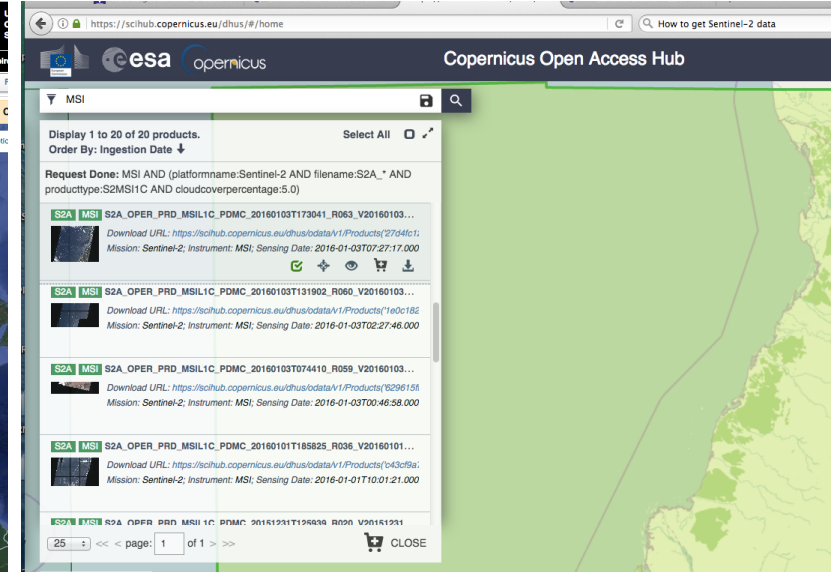 https://scihub.copernicus.eu/dhus/#/home
How to get Sentinel-2 data
esa
opernicus
Copernicus Open Access Hub
MSI
Display 1 to 20 of 20 products.
Select All
Order By: Ingestion Date
Request Done: MSI AND (platformname:Sentinel-2 AND filename:S2A_* AND
producttype:S2MSI1C AND cloudcoverpercentage:5.0)
S2A MSI S2A_OPER_PRD_MSIL1C_PDMC_20160103T173041_R063_V20160103...
Download URL: https://scihub.copernicus.eu/dhus/odata/v1/Products('27d4fc1
Mission: Sentinel-2; Instrument: MSI; Sensing Date: 2016-01-03T07:27:17.000
S2A MSI S2A_OPER_PRD_MSIL1C_PDMC_20160103T131902_R060_V20160103...
Download URL: https://scihub.copernicus.eu/dhus/odata/v1/Products('1e0c182
Mission: Sentinel-2; Instrument: MSI; Sensing Date: 2016-01-03T02:27:46.000
S2A MSI S2A_OPER_PRD_MSIL1C_PDMC_20160103T074410_R059_V20160103...
Download URL: https://scihub.copernicus.eu/dhus/odata/v1/Products('629615f
Mission: Sentinel-2; Instrument: MSI; Sensing Date: 2016-01-03T00:46:58.000
S2A MSI S2A_OPER_PRD_MSIL1C_PDMC_20160101T185825_R036_V20160101...
Download URL: https://scihub.copernicus.eu/dhus/odata/v1/Products('c43cf9a
Mission: Sentinel-2; Instrument: MSI; Sensing Date: 2016-01-01T10:01:21.000
S2A MSI S2A_OPER_PRD_MSIL1C_PDMC_20151231T125939_R020_V20151231
25 << < page: 1 of 1 > >>
CLOSE